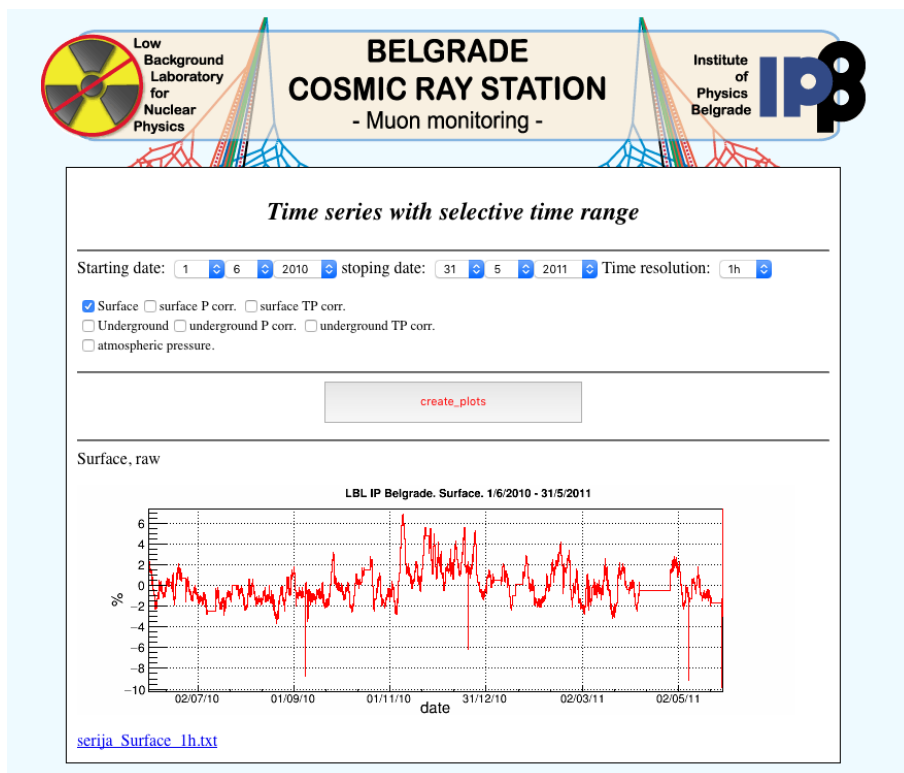 Low
Background
Laboratory
for
Nuclear
Physics
BELGRADE
COSMIC RAY STATION
- Muon monitoring -
Institute
of
Physics
Belgrade
IPB
Time series with selective time range
Starting date: 1 6 2010 stoping date: 31 5 2011 Time resolution: 1h
Surface surface P corr. surface TP corr.
Underground underground P corr. underground TP corr.
atmospheric pressure.
create_plots
Surface, raw
LBL IP Belgrade. Surface. 1/6/2010 - 31/5/2011
%
6
4
2
0
−2
−4
−6
−8
−10
02/07/10 01/09/10 01/11/10 31/12/10 02/03/11 02/05/11
date
serija_Surface_1h.txt